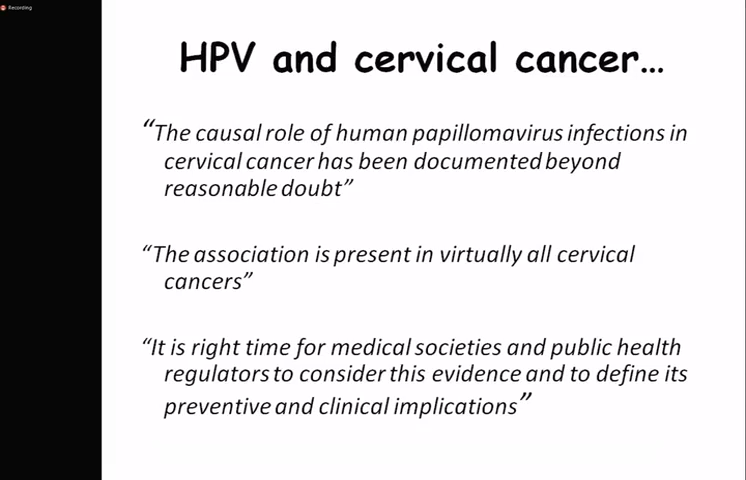 Recording
HPV and cervical cancer...
“The causal role of human papillomavirus infections in
cervical cancer has been documented beyond
reasonable doubt”
“The association is present in virtually all cervical
cancers”
“It is right time for medical societies and public health
regulators to consider this evidence and to define its
preventive and clinical implications”